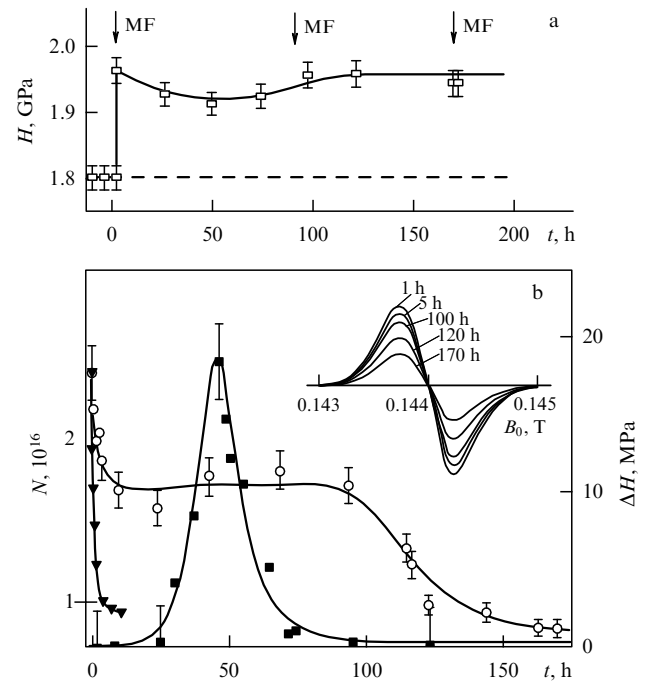 MF MF MF a
2.0
1.9
1.8
H, GPa
0 50 100 150 200 t, h
b
1 h
5 h
100 h
120 h
170 h
0.143 0.144 0.145
B₀, T
20
10
0
ΔH, MPa
2
1
N, 10¹⁶
0 50 100 150 t, h